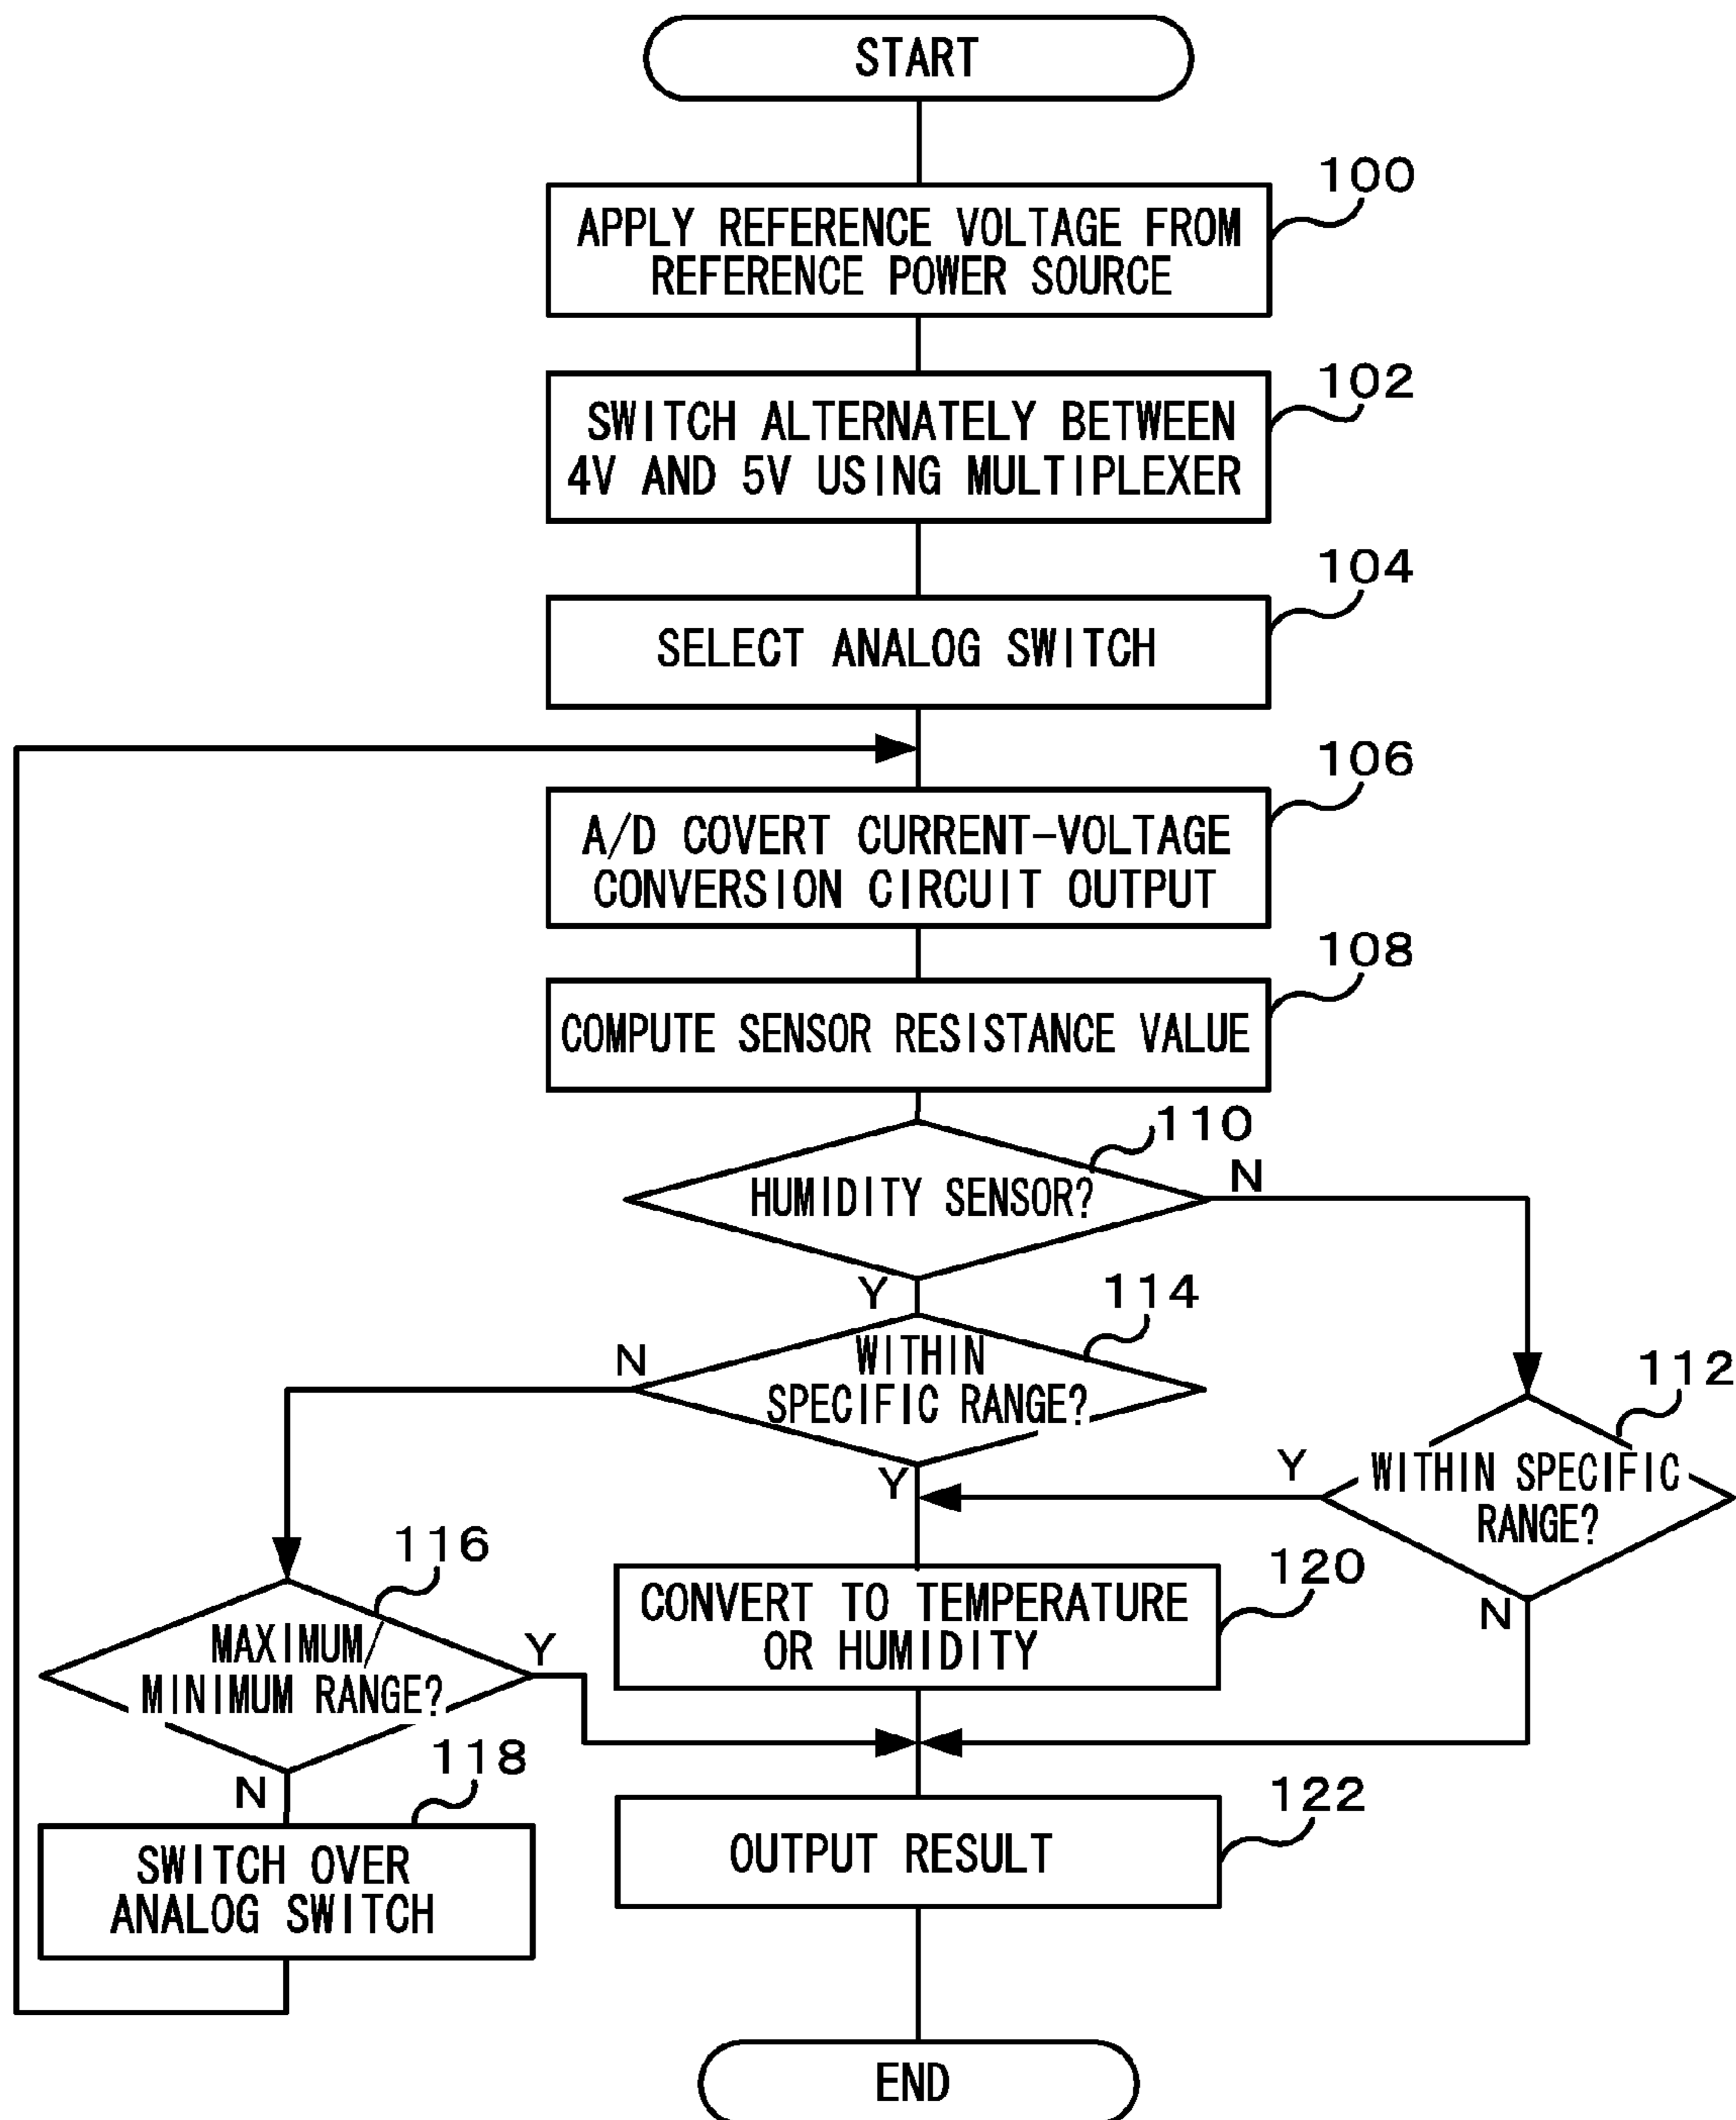 START
100
APPLY REFERENCE VOLTAGE FROM
REFERENCE POWER SOURCE
102
SWITCH ALTERNATELY BETWEEN
4V AND 5V USING MULTIPLEXER
104
SELECT ANALOG SWITCH
106
A/D COVERT CURRENT-VOLTAGE
CONVERSION CIRCUIT OUTPUT
108
COMPUTE SENSOR RESISTANCE VALUE
110
HUMIDITY SENSOR?
N
Y
114
WITHIN
SPECIFIC RANGE?
N
Y
112
WITHIN SPECIFIC
RANGE?
Y
N
116
MAXIMUM/
MINIMUM RANGE?
Y
N
120
CONVERT TO TEMPERATURE
OR HUMIDITY
118
SWITCH OVER
ANALOG SWITCH
122
OUTPUT RESULT
END